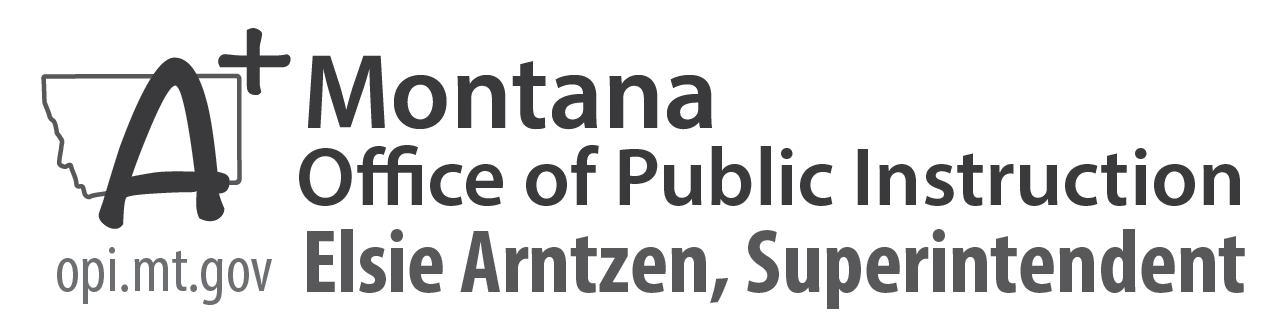 A+
Montana
Office of Public Instruction
opi.mt.gov
Elsie Arntzen, Superintendent